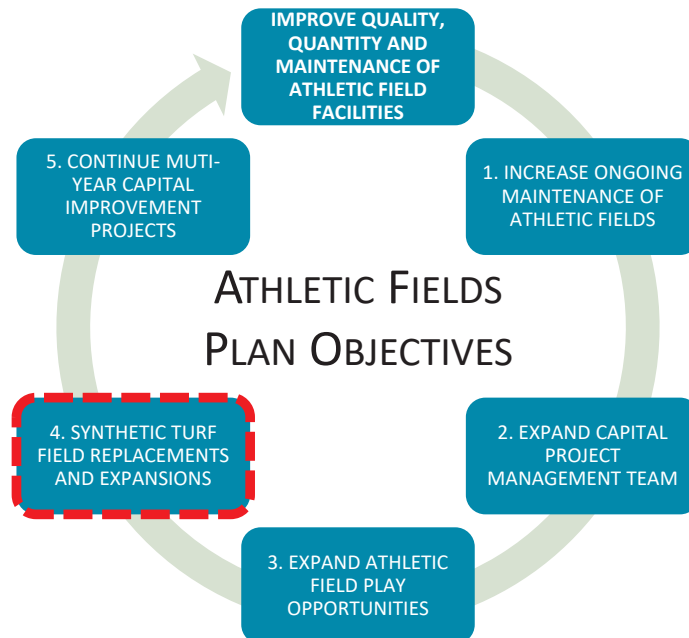 IMPROVE QUALITY,
QUANTITY AND
MAINTENANCE OF
ATHLETIC FIELD
FACILITIES
1. INCREASE ONGOING
MAINTENANCE OF
ATHLETIC FIELDS
2. EXPAND CAPITAL
PROJECT
MANAGEMENT TEAM
3. EXPAND ATHLETIC
FIELD PLAY
OPPORTUNITIES
4. SYNTHETIC TURF
FIELD REPLACEMENTS
AND EXPANSIONS
5. CONTINUE MUTI-
YEAR CAPITAL
IMPROVEMENT
PROJECTS
ATHLETIC FIELDS
PLAN OBJECTIVES